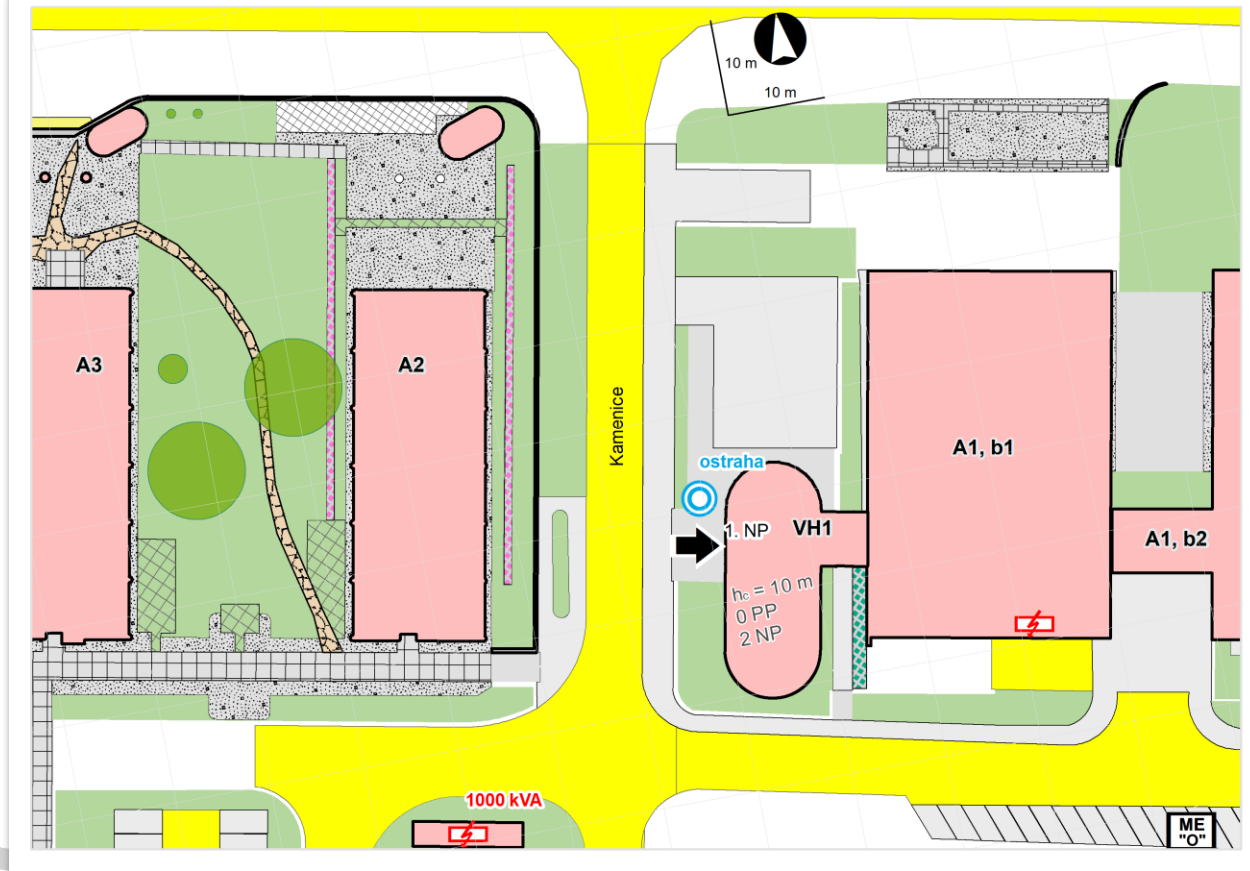 10 m
10 m
A3
A2
Kamenice
A1, b1
ostraha
1. NP
VH1
A1, b2
hc = 10 m
0 PP
2 NP
1000 kVA
ME
"O"